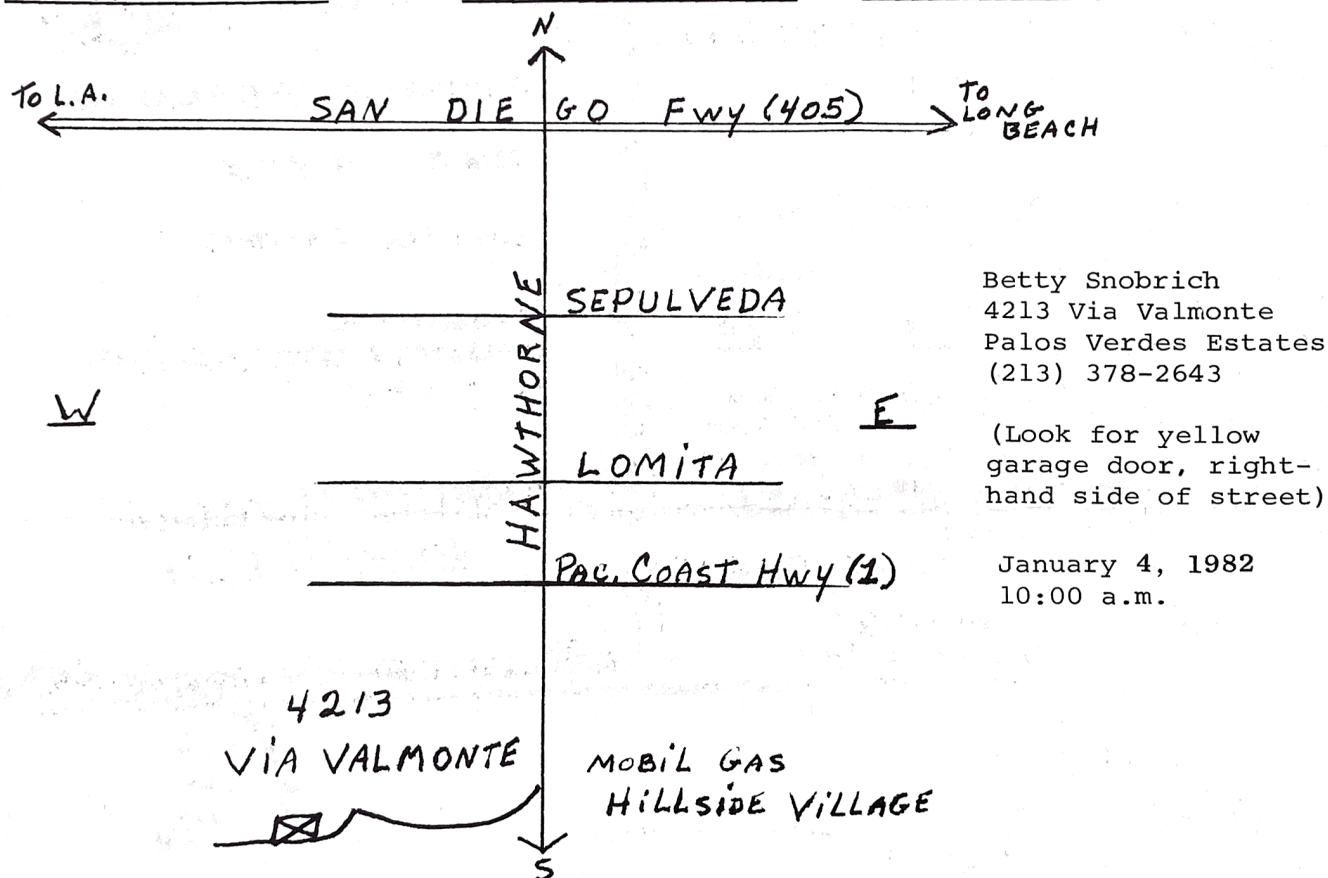 N
TO L.A.
SAN DIEGO FWY (405)
TO
LONG
BEACH
HAWTHORNE
SEPULVEDA
Betty Snobrich
4213 Via Valmonte
Palos Verdes Estates
(213) 378-2643
W
E
(Look for yellow
garage door, right-
hand side of street)
LOMITA
PAC. COAST HWY (1)
January 4, 1982
10:00 a.m.
4213
VIA VALMONTE
MOBIL GAS
HILLSIDE VILLAGE
S